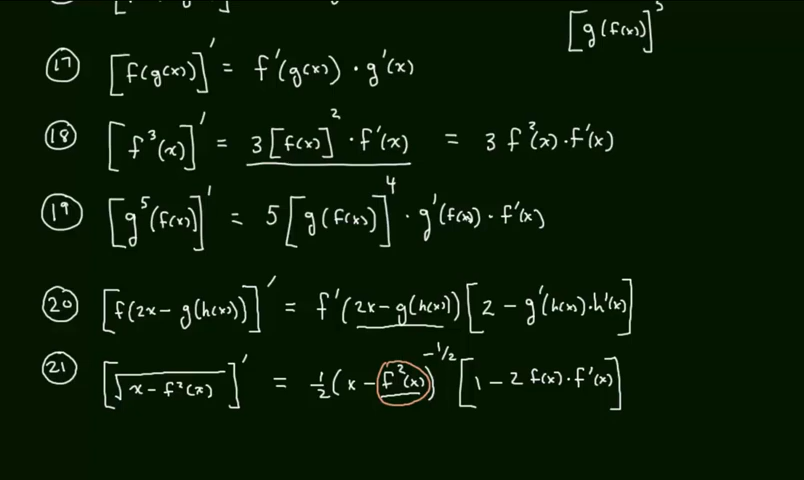 [g(f(x))]⁵
⑰ [f(g(x))]' = f'(g(x)) · g'(x)
⑱ [f³(x)]' = 3[f(x)]² · f'(x) = 3 f²(x) · f'(x)
⑲ [g⁵(f(x))]' = 5[g(f(x))]⁴ · g'(f(x)) · f'(x)
⑳ [f(2x − g(h(x)))]' = f'(2x − g(h(x)))[2 − g'(h(x)·h'(x)]
㉑ [√(x − f²(x))]' = ½(x − f²(x))^(−1/2) [1 − 2 f(x) · f'(x)]